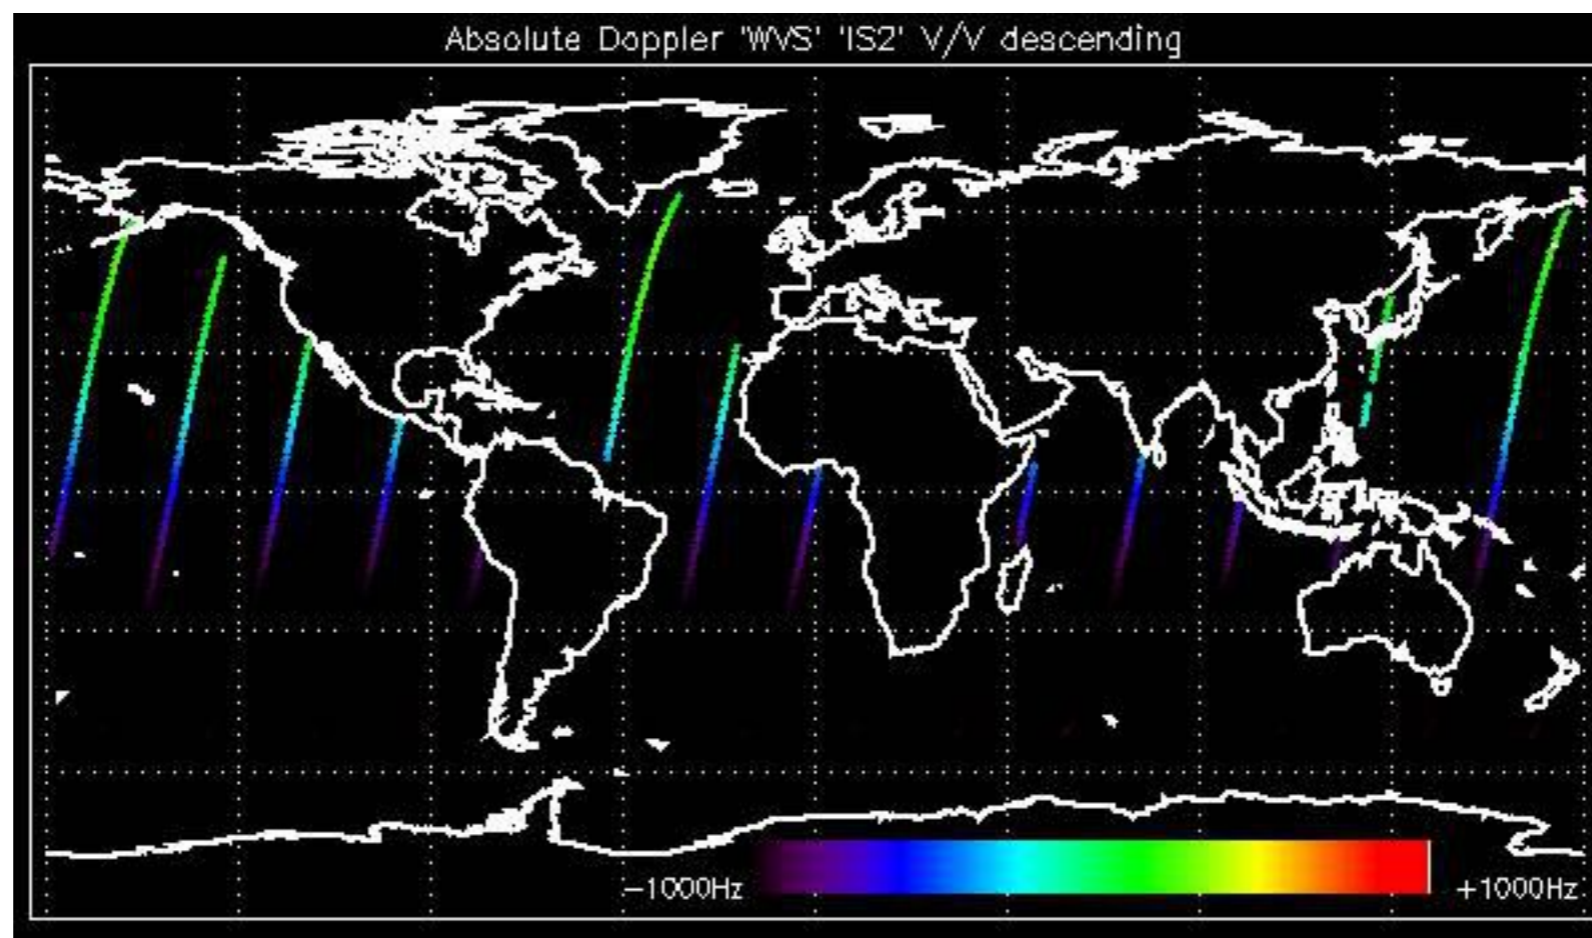 Absolute Doppler 'WVS' 'IS2' V/V descending
-1000Hz +1000Hz